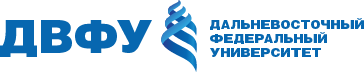 ДВФУ
ДАЛЬНЕВОСТОЧНЫЙ
ФЕДЕРАЛЬНЫЙ
УНИВЕРСИТЕТ